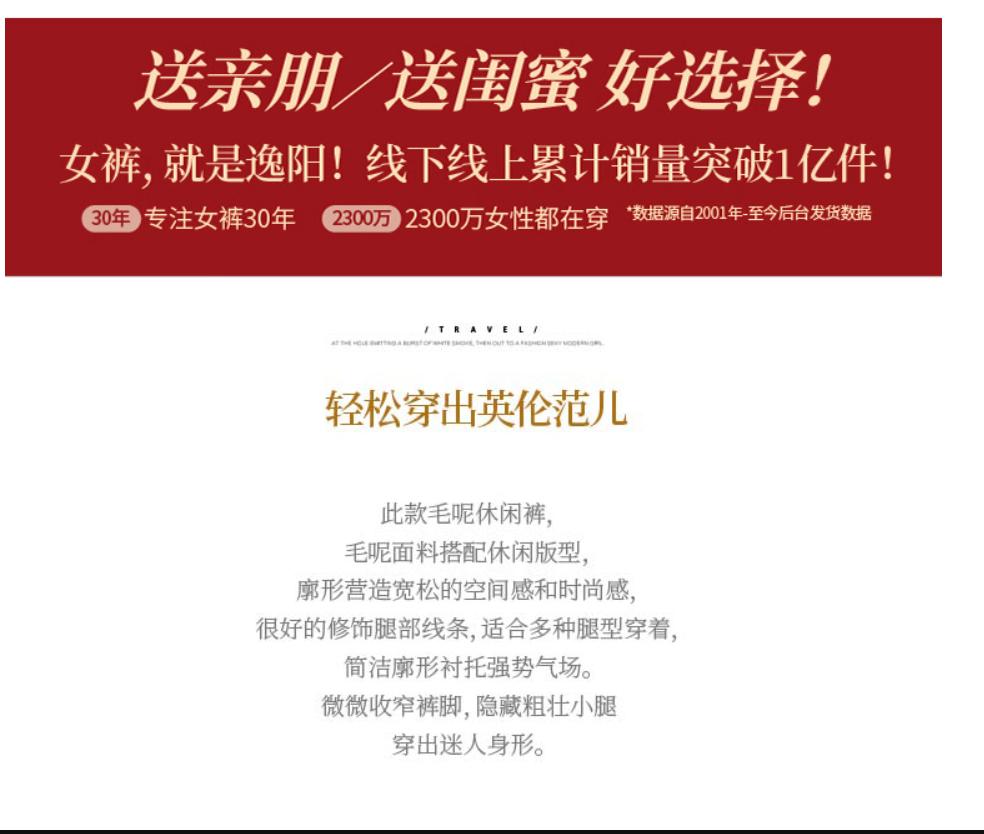 送亲朋／送闺蜜 好选择！
女裤，就是逸阳！线下线上累计销量突破1亿件！
30年 专注女裤30年 2300万 2300万女性都在穿 *数据源自2001年-至今后台发货数据
/ T R A V E L /
AT THE HOLE EMITTING A BURST OF WHITE SMOKE, THEN OUT TO A FASHION SEXY MODERN GIRL.
轻松穿出英伦范儿
此款毛呢休闲裤，
毛呢面料搭配休闲版型，
廓形营造宽松的空间感和时尚感，
很好的修饰腿部线条，适合多种腿型穿着，
简洁廓形衬托强势气场。
微微收窄裤脚，隐藏粗壮小腿
穿出迷人身形。